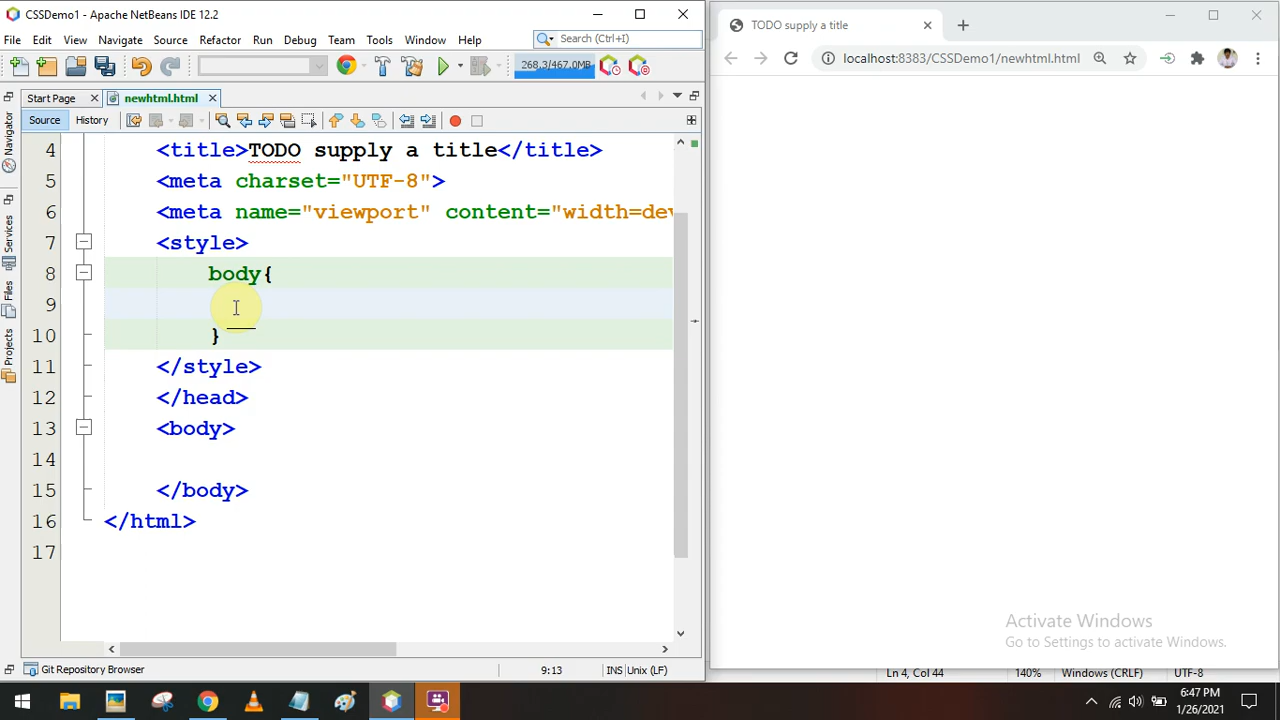 CSSDemo1 - Apache NetBeans IDE 12.2
File Edit View Navigate Source Refactor Run Debug Team Tools Window Help
Search (Ctrl+I)
268.3/467.0MB
Start Page
newhtml.html
Source History
4 <title>TODO supply a title</title>
5 <meta charset="UTF-8">
6 <meta name="viewport" content="width=dev
7 <style>
8 body{
9
10 }
11 </style>
12 </head>
13 <body>
14
15 </body>
16 </html>
17
Navigator
Services
Files
Projects
Git Repository Browser
9:13
INS Unix (LF)
TODO supply a title
localhost:8383/CSSDemo1/newhtml.html
Activate Windows
Go to Settings to activate Windows.
Ln 4, Col 44
140%
Windows (CRLF)
UTF-8
6:47 PM
1/26/2021